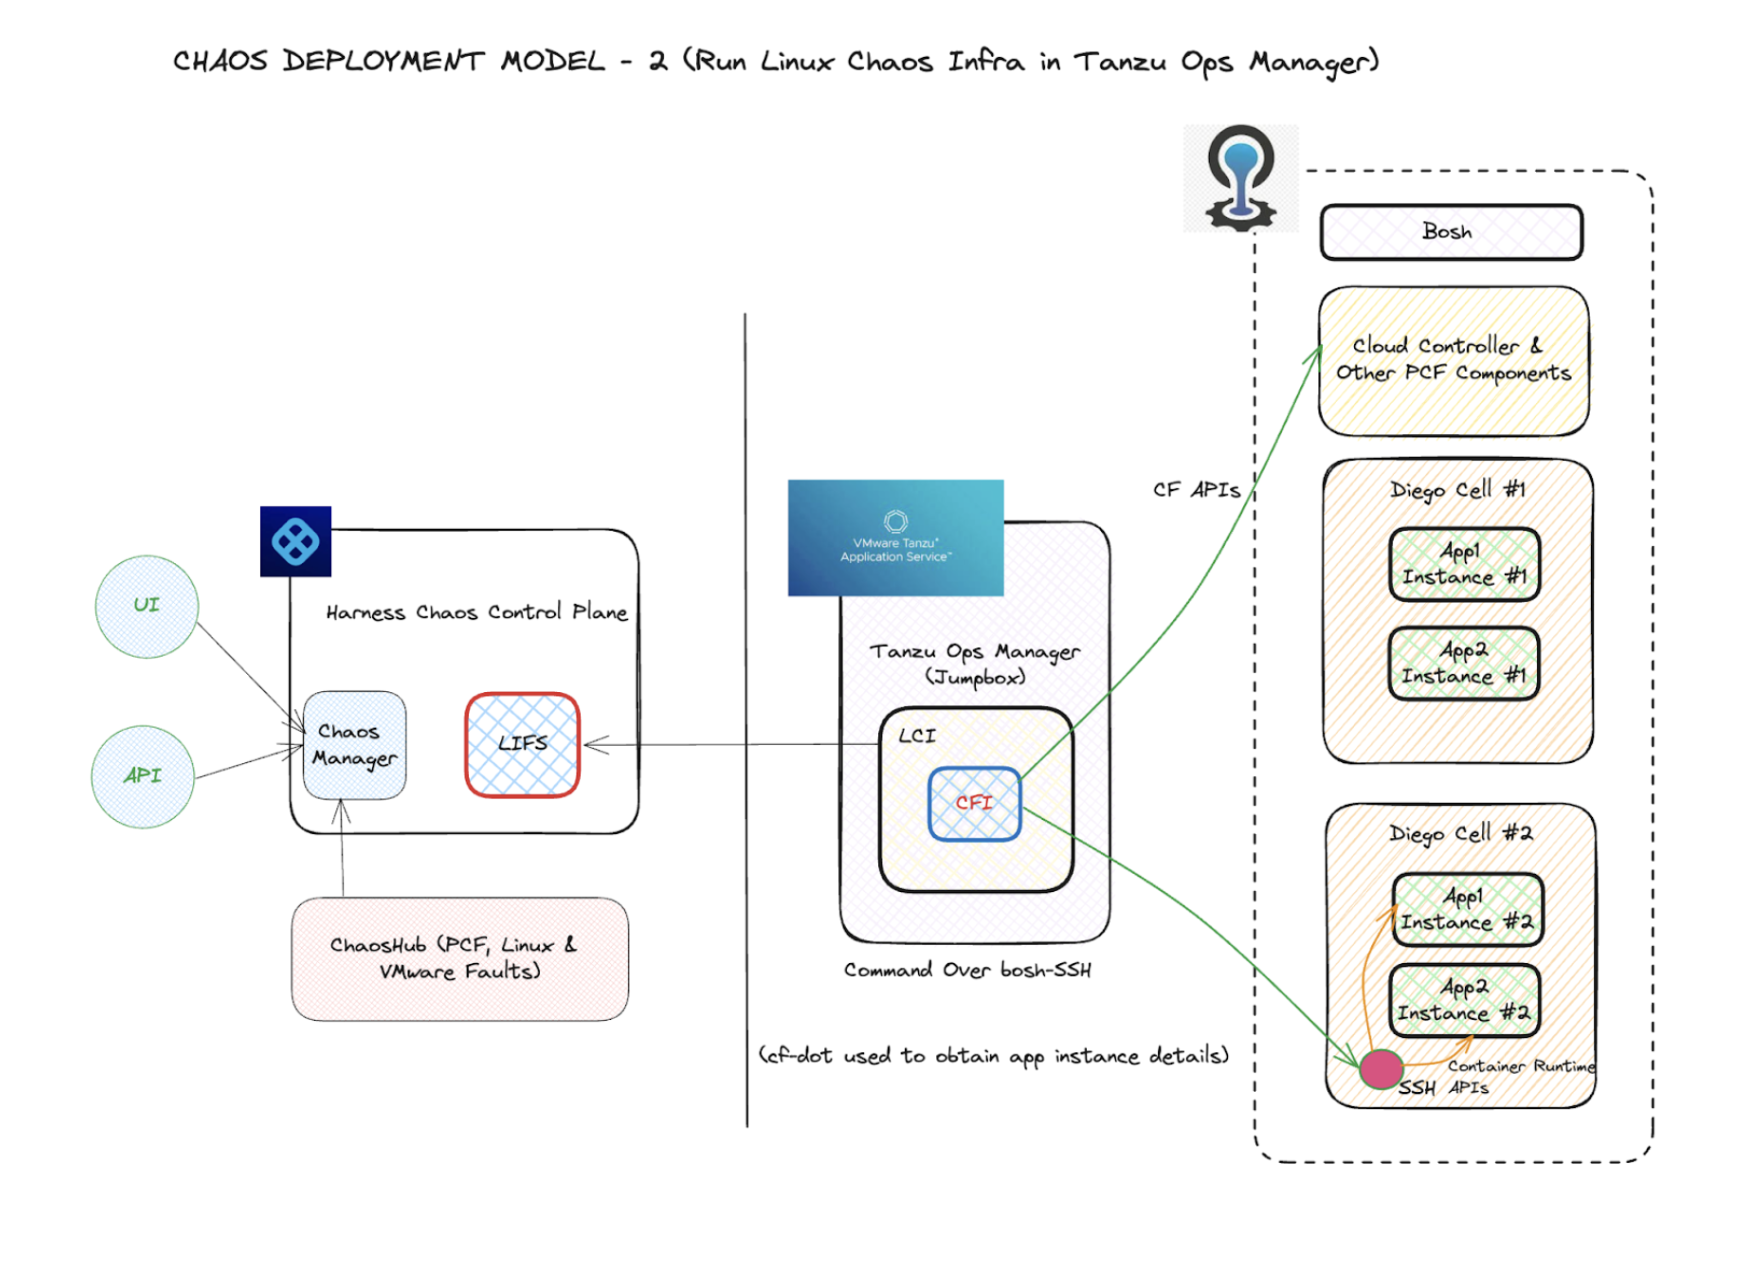 CHAOS DEPLOYMENT MODEL - 2 (Run Linux Chaos Infra in Tanzu Ops Manager)
UI
API
Harness Chaos Control Plane
Chaos
Manager
LIFS
ChaosHub (PCF, Linux &
VMware Faults)
VMware Tanzu®
Application Service™
Tanzu Ops Manager
(Jumpbox)
LCI
CFI
Command Over bosh-SSH
(cf-dot used to obtain app instance details)
CF APIs
Bosh
Cloud Controller &
Other PCF Components
Diego Cell #1
App1
Instance #1
App2
Instance #1
Diego Cell #2
App1
Instance #2
App2
Instance #2
Container Runtime
APIs
SSH